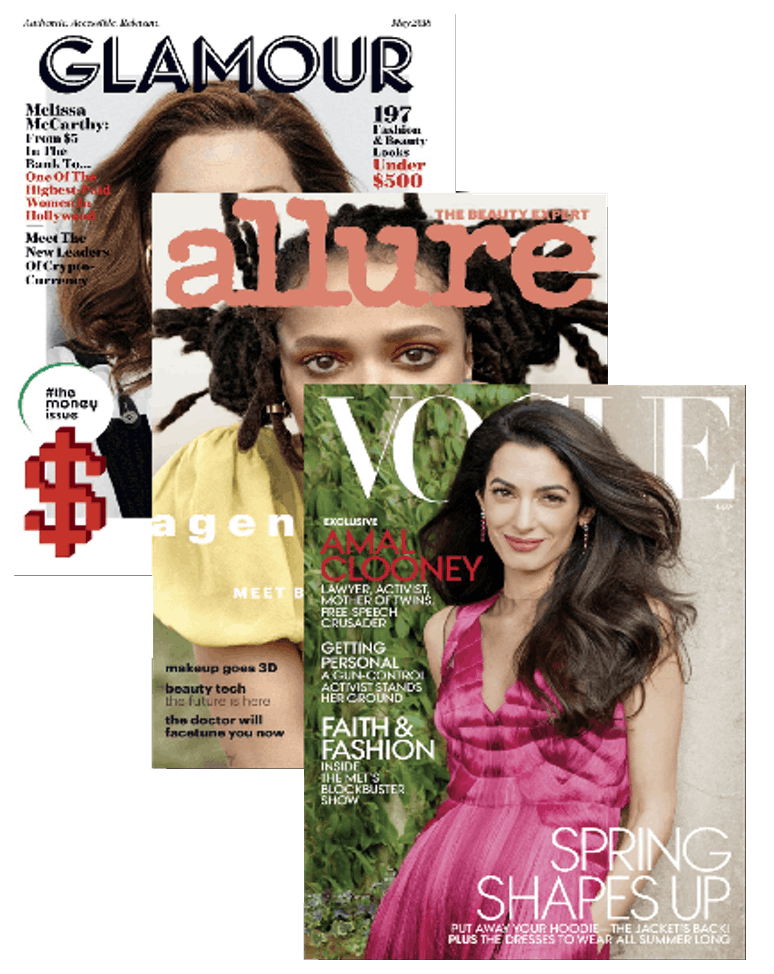 Authentic. Accessible. Relevant.
May 2018
GLAMOUR
Melissa
McCarthy:
From $5
In The
Bank To...
One Of The
Highest-Paid
Women In
Hollywood
Meet The
New Leaders
Of Crypto-
Currency
197
Fashion
& Beauty
Looks
Under
$500
#the
money
issue
$
THE BEAUTY EXPERT
allure
agen
MEET B
makeup goes 3D
beauty tech
the future is here
the doctor will
facetune you now
VOGUE
EXCLUSIVE
AMAL
CLOONEY
LAWYER, ACTIVIST,
MOTHER OF TWINS,
FREE-SPEECH
CRUSADER
GETTING
PERSONAL
A GUN-CONTROL
ACTIVIST STANDS
HER GROUND
FAITH &
FASHION
INSIDE
THE MET'S
BLOCKBUSTER
SHOW
SPRING
SHAPES UP
PUT AWAY YOUR HOODIE—THE JACKET'S BACK!
PLUS THE DRESSES TO WEAR ALL SUMMER LONG